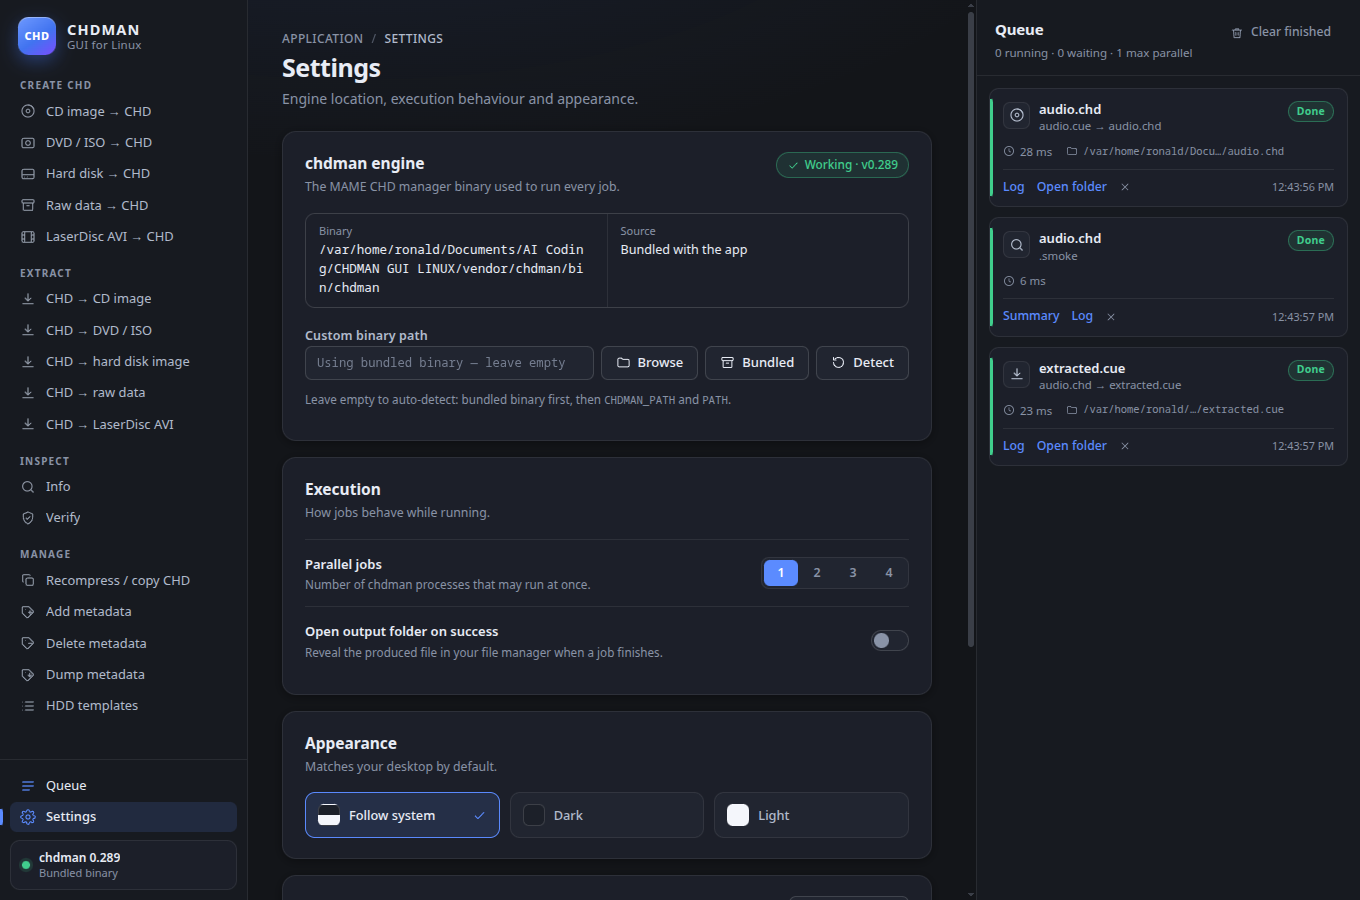 CHD
CHDMAN
GUI for Linux
CREATE CHD
CD image → CHD
DVD / ISO → CHD
Hard disk → CHD
Raw data → CHD
LaserDisc AVI → CHD
EXTRACT
CHD → CD image
CHD → DVD / ISO
CHD → hard disk image
CHD → raw data
CHD → LaserDisc AVI
INSPECT
Info
Verify
MANAGE
Recompress / copy CHD
Add metadata
Delete metadata
Dump metadata
HDD templates
Queue
Settings
chdman 0.289
Bundled binary
APPLICATION / SETTINGS
Settings
Engine location, execution behaviour and appearance.
chdman engine
Working · v0.289
The MAME CHD manager binary used to run every job.
Binary
/var/home/ronald/Documents/AI Codin
g/CHDMAN GUI LINUX/vendor/chdman/bi
n/chdman
Source
Bundled with the app
Custom binary path
Using bundled binary — leave empty
Browse
Bundled
Detect
Leave empty to auto-detect: bundled binary first, then CHDMAN_PATH and PATH.
Execution
How jobs behave while running.
Parallel jobs
Number of chdman processes that may run at once.
1 2 3 4
Open output folder on success
Reveal the produced file in your file manager when a job finishes.
Appearance
Matches your desktop by default.
Follow system
Dark
Light
Queue
Clear finished
0 running · 0 waiting · 1 max parallel
audio.chd
Done
audio.cue → audio.chd
28 ms /var/home/ronald/Docu…/audio.chd
Log Open folder 12:43:56 PM
audio.chd
Done
.smoke
6 ms
Summary Log 12:43:57 PM
extracted.cue
Done
audio.chd → extracted.cue
23 ms /var/home/ronald/…/extracted.cue
Log Open folder 12:43:57 PM